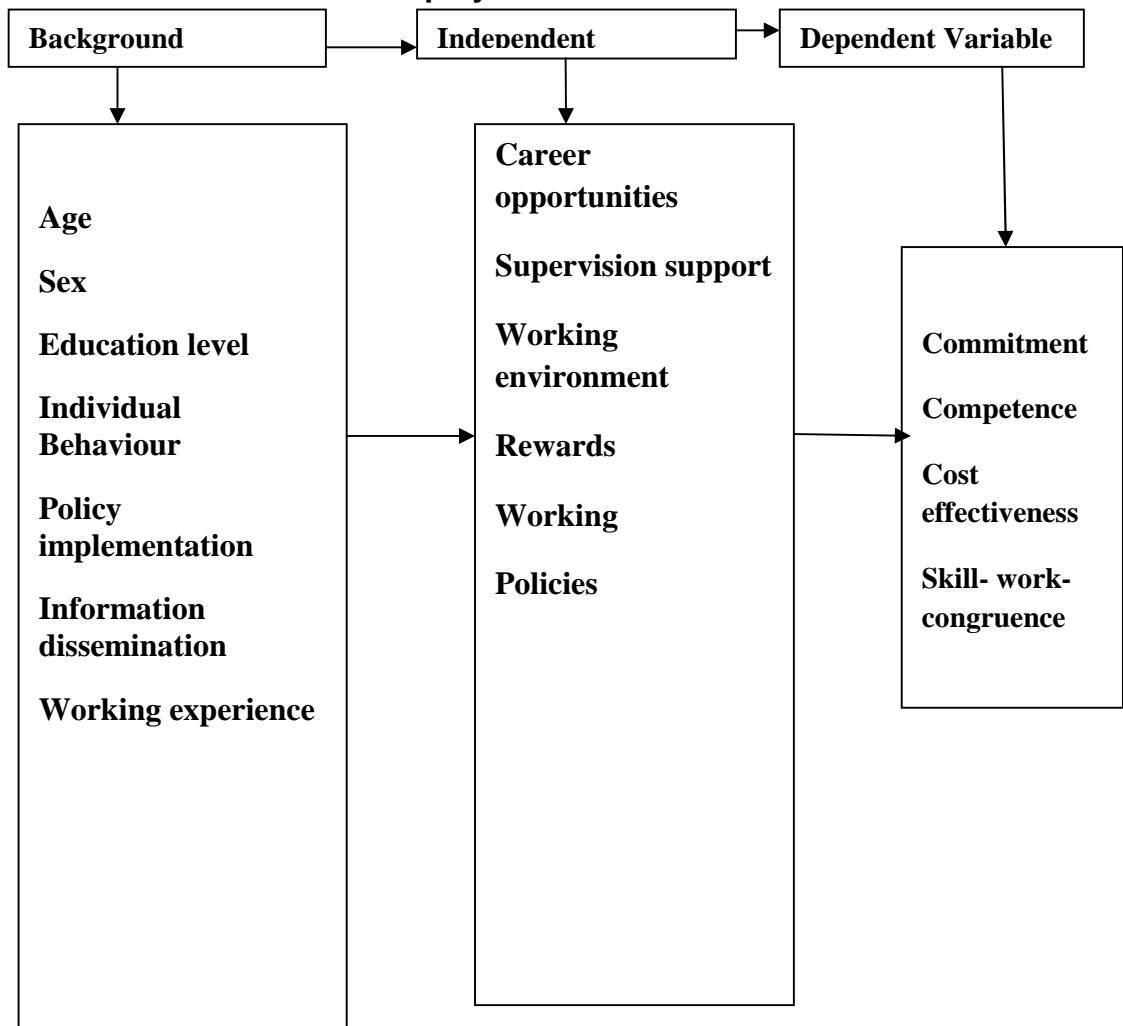 Background
Independent
Dependent Variable
Age
Sex
Education level
Individual
Behaviour
Policy
implementation
Information
dissemination
Working experience
Career
opportunities
Supervision support
Working
environment
Rewards
Working
Policies
Commitment
Competence
Cost
effectiveness
Skill- work-
congruence